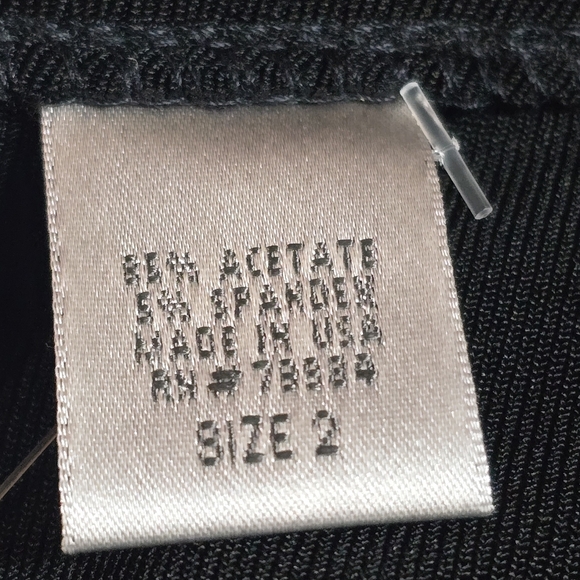 95% ACETATE
5% SPANDEX
MADE IN USA
RN #
SIZE 2